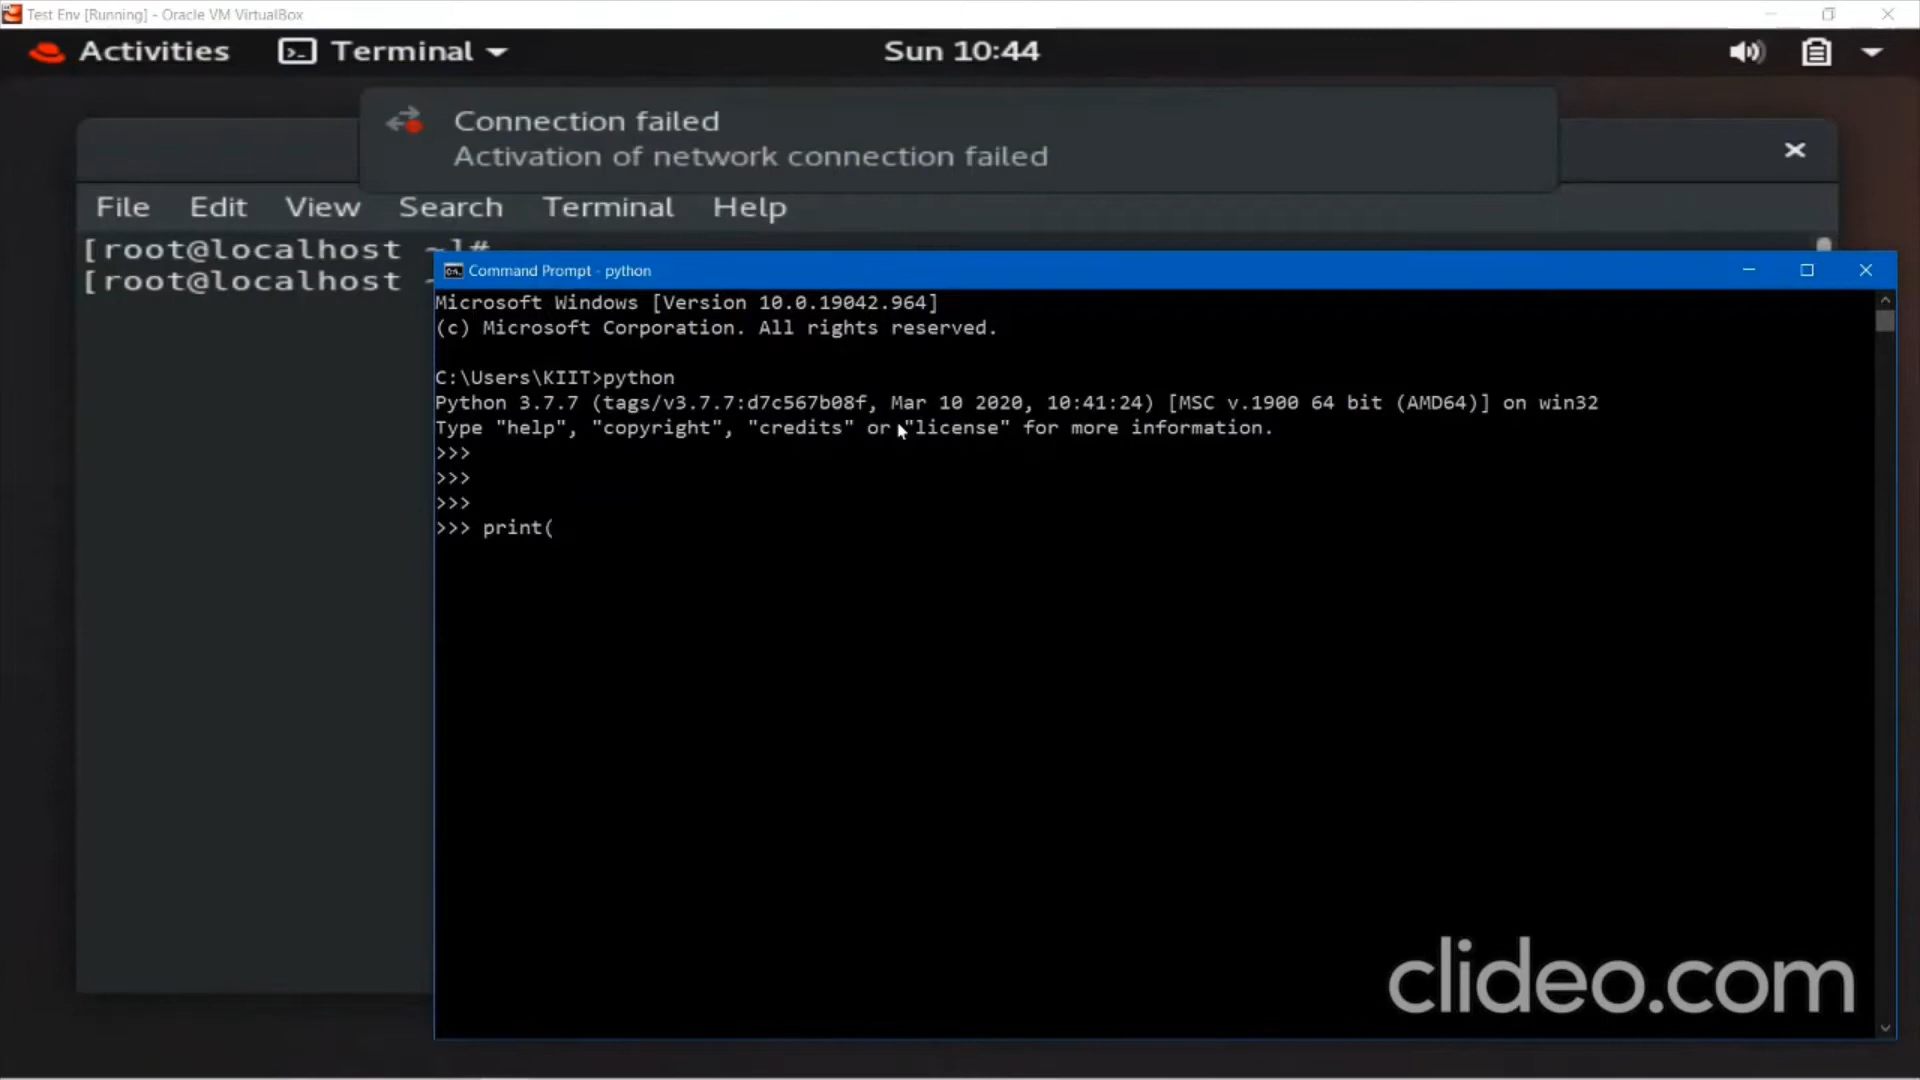 Test Env [Running] - Oracle VM VirtualBox
Activities Terminal Sun 10:44
Connection failed
Activation of network connection failed
File Edit View Search Terminal Help
[root@localhost ~]#
[root@localhost ~
Command Prompt - python
Microsoft Windows [Version 10.0.19042.964]
(c) Microsoft Corporation. All rights reserved.
C:\Users\KIIT>python
Python 3.7.7 (tags/v3.7.7:d7c567b08f, Mar 10 2020, 10:41:24) [MSC v.1900 64 bit (AMD64)] on win32
Type "help", "copyright", "credits" or "license" for more information.
>>>
>>>
>>>
>>> print(
clideo.com